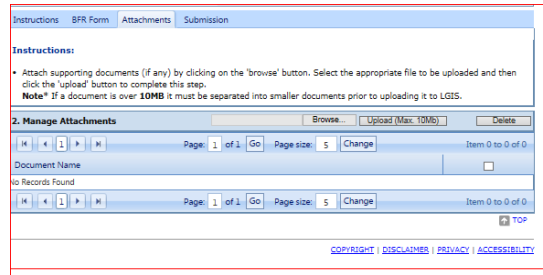 Instructions BFR Form Attachments Submission
Instructions:
• Attach supporting documents (if any) by clicking on the 'browse' button. Select the appropriate file to be uploaded and then
click the 'upload' button to complete this step.
Note* If a document is over 10MB it must be separated into smaller documents prior to uploading it to LGIS.
2. Manage Attachments Browse... Upload (Max. 10Mb) Delete
1 Page: 1 of 1 Go Page size: 5 Change Item 0 to 0 of 0
Document Name
No Records Found
1 Page: 1 of 1 Go Page size: 5 Change Item 0 to 0 of 0
TOP
COPYRIGHT | DISCLAIMER | PRIVACY | ACCESSIBILITY